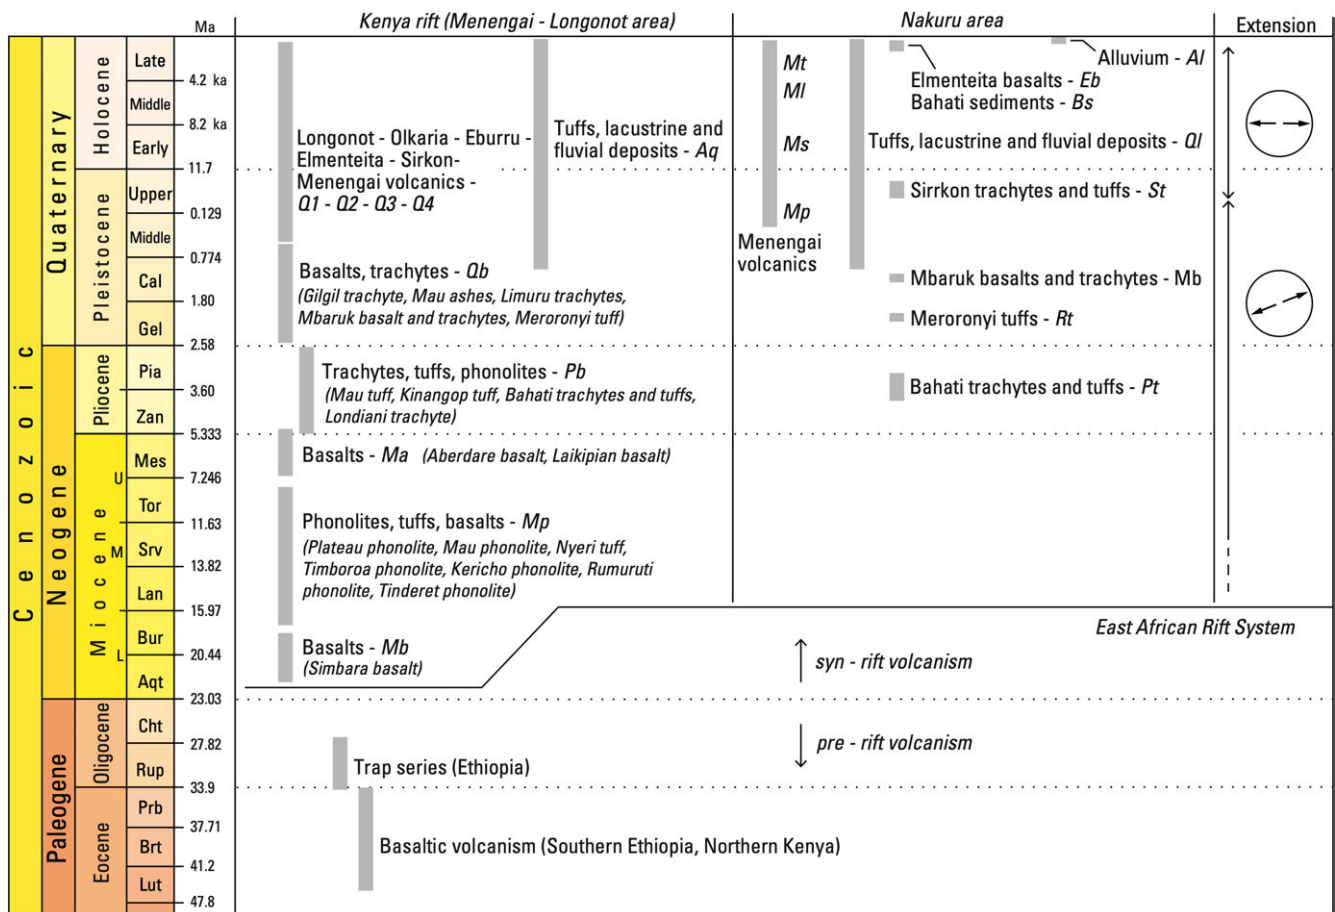 Ma
Kenya rift (Menengai - Longonot area)
Nakuru area
Extension
Cenozoic
Quaternary
Neogene
Paleogene
Holocene
Pleistocene
Pliocene
Miocene
U
M
L
Oligocene
Eocene
Late
4.2 ka
Middle
8.2 ka
Early
11.7
Upper
0.129
Middle
0.774
Cal
1.80
Gel
2.58
Pia
3.60
Zan
5.333
Mes
7.246
Tor
11.63
Srv
13.82
Lan
15.97
Bur
20.44
Aqt
23.03
Cht
27.82
Rup
33.9
Prb
37.71
Brt
41.2
Lut
47.8
Longonot - Olkaria - Eburru -
Elmenteita - Sirkon-
Menengai volcanics -
Q1 - Q2 - Q3 - Q4
Tuffs, lacustrine and
fluvial deposits - Aq
Basalts, trachytes - Qb
(Gilgil trachyte, Mau ashes, Limuru trachytes,
Mbaruk basalt and trachytes, Meroronyi tuff)
Trachytes, tuffs, phonolites - Pb
(Mau tuff, Kinangop tuff, Bahati trachytes and tuffs,
Londiani trachyte)
Basalts - Ma (Aberdare basalt, Laikipian basalt)
Phonolites, tuffs, basalts - Mp
(Plateau phonolite, Mau phonolite, Nyeri tuff,
Timboroa phonolite, Kericho phonolite, Rumuruti
phonolite, Tinderet phonolite)
Basalts - Mb
(Simbara basalt)
Trap series (Ethiopia)
Basaltic volcanism (Southern Ethiopia, Northern Kenya)
Mt
Ml
Ms
Mp
Menengai
volcanics
Alluvium - Al
Elmenteita basalts - Eb
Bahati sediments - Bs
Tuffs, lacustrine and fluvial deposits - Ql
Sirrkon trachytes and tuffs - St
Mbaruk basalts and trachytes - Mb
Meroronyi tuffs - Rt
Bahati trachytes and tuffs - Pt
East African Rift System
syn - rift volcanism
pre - rift volcanism